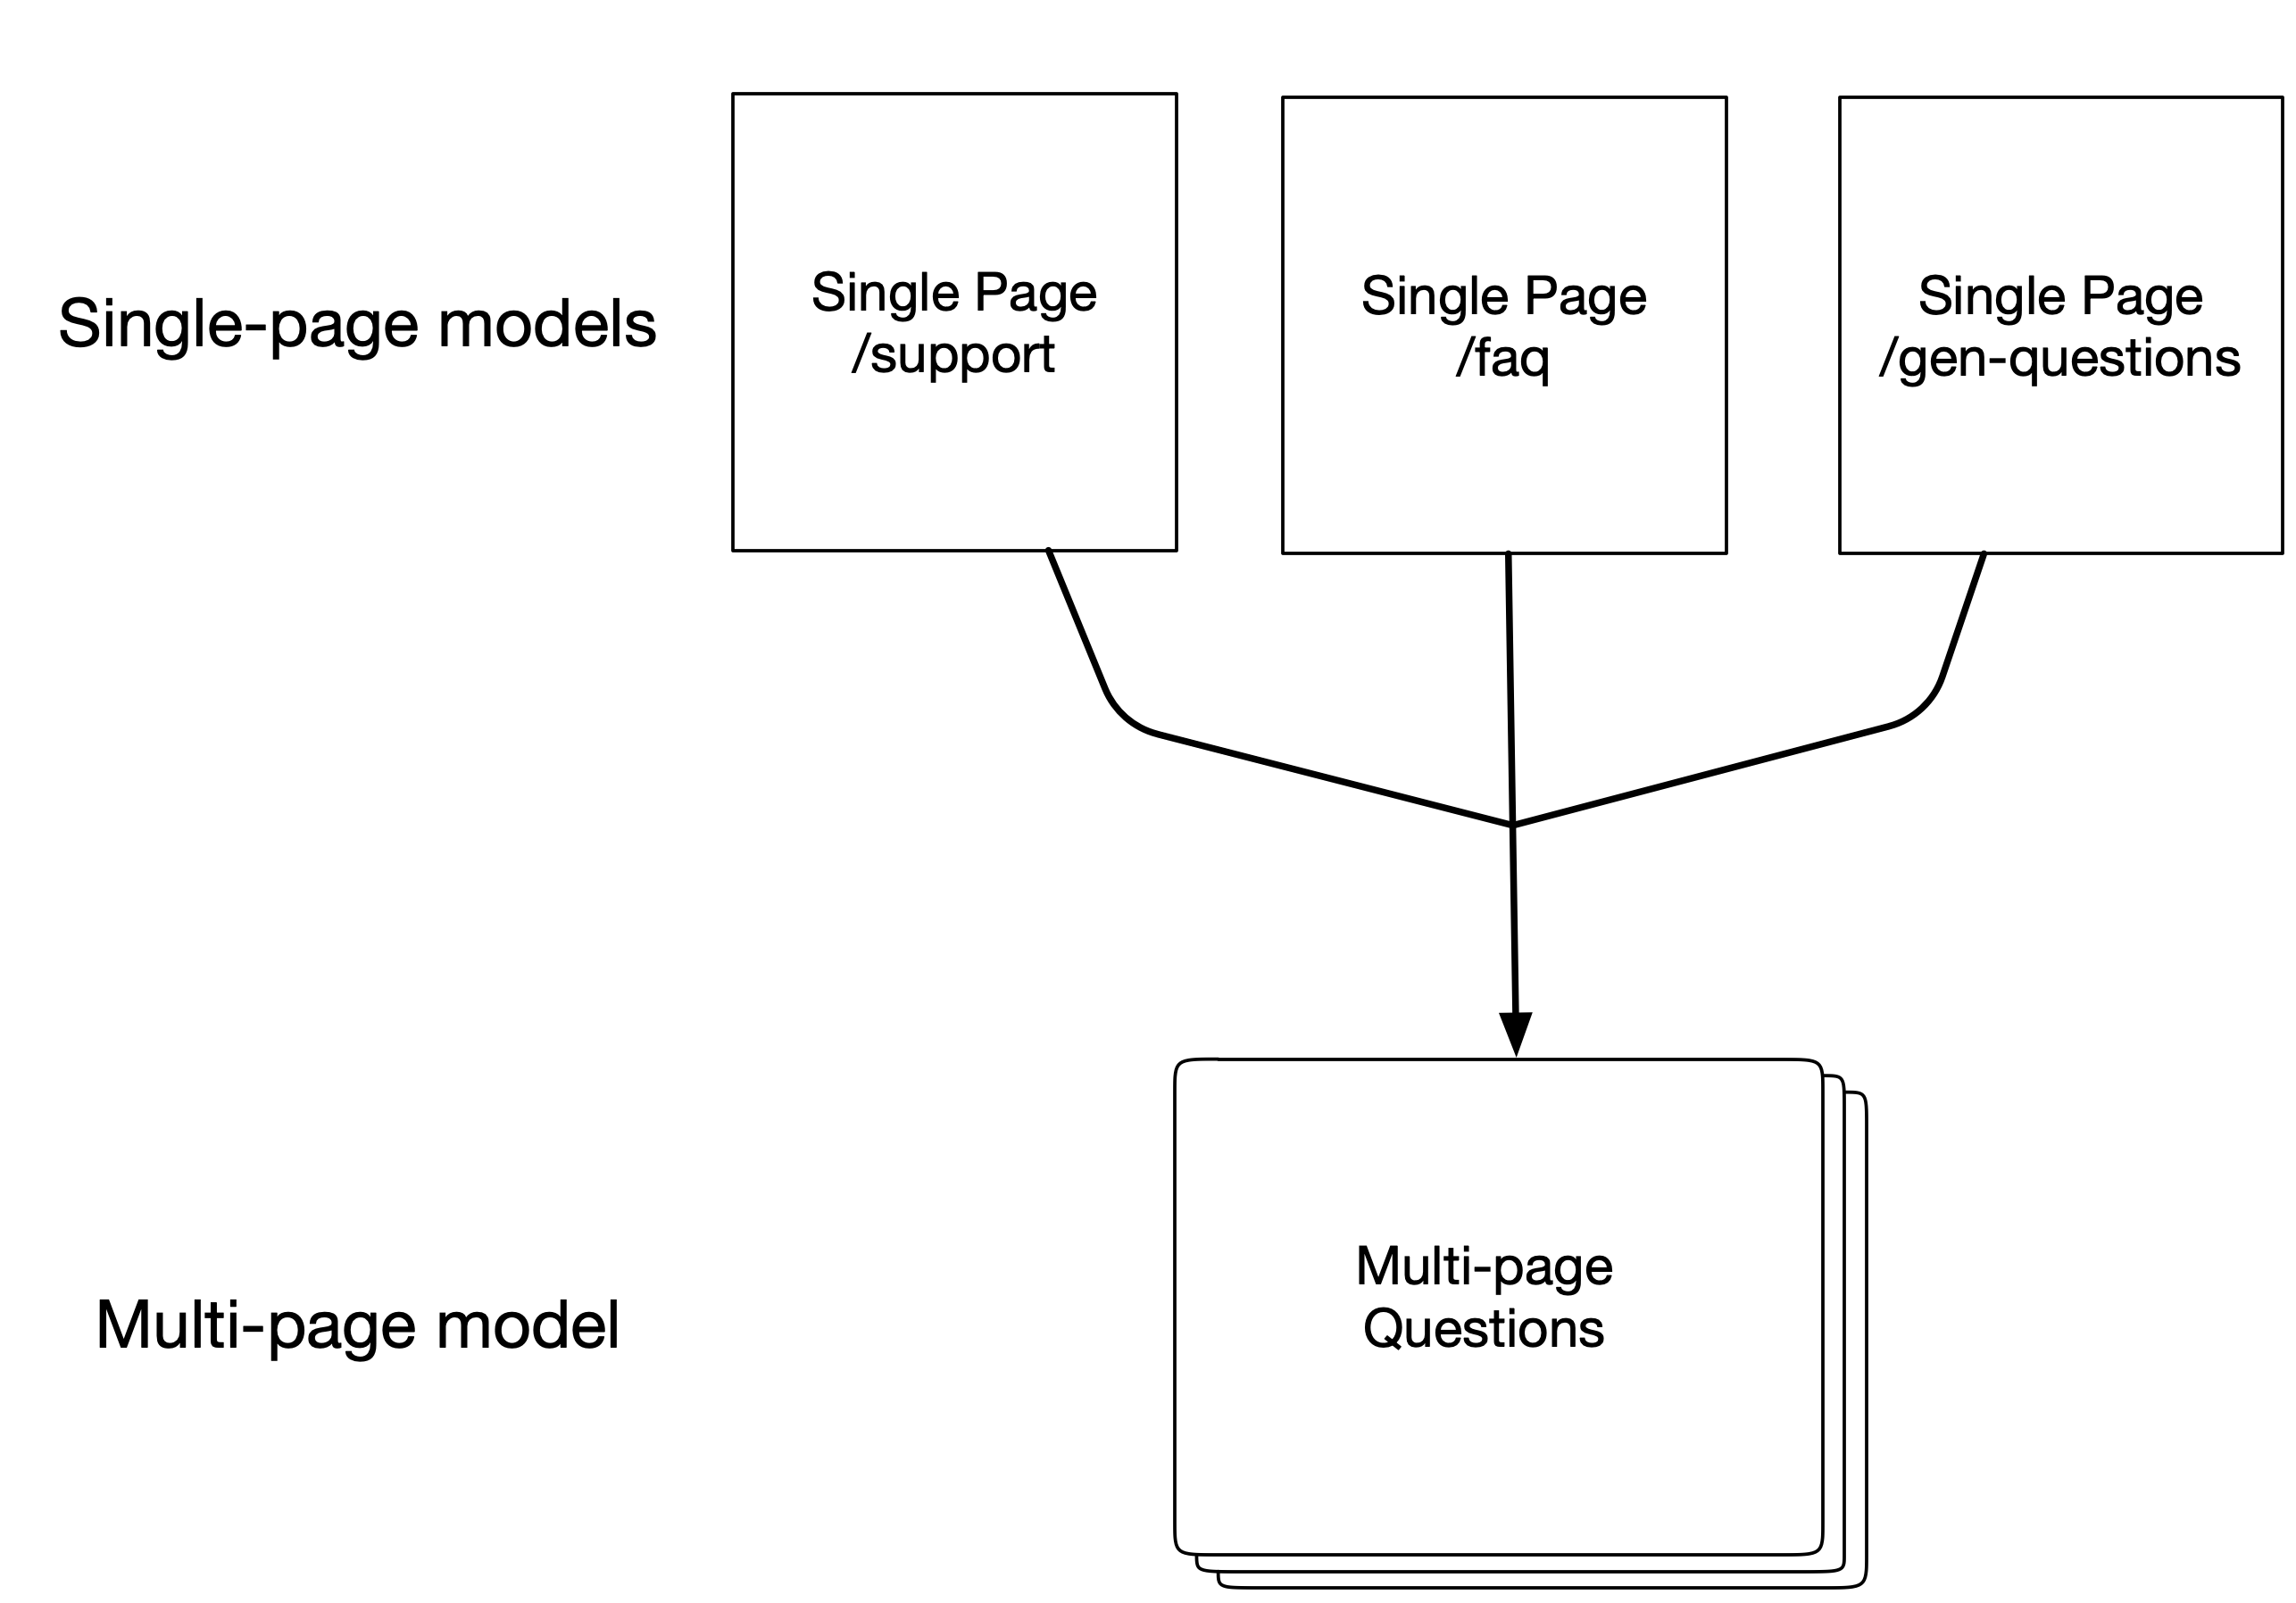 Single-page models
Single Page
/support
Single Page
/faq
Single Page
/gen-questions
Multi-page model
Multi-page
Questions